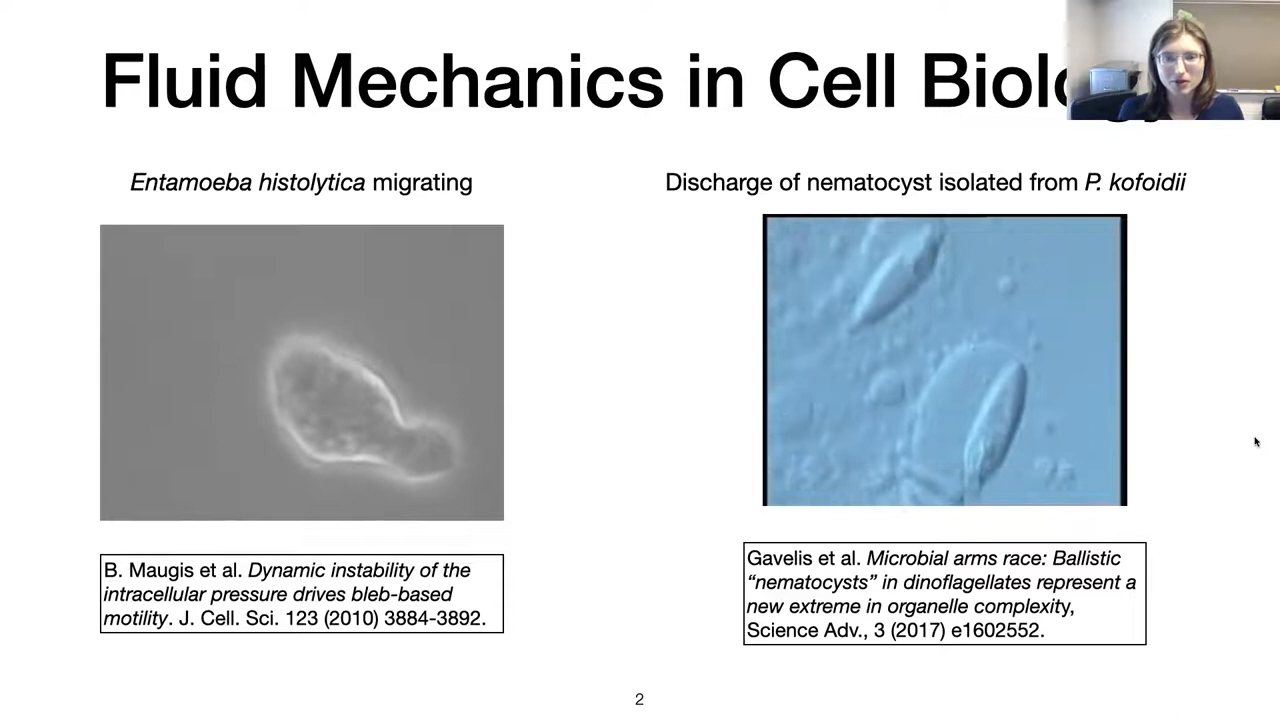 Fluid Mechanics in Cell
Entamoeba histolytica migrating
Discharge of nematocyst isolated from P. kofoidii
B. Maugis et al. Dynamic instability of the
intracellular pressure drives bleb-based
motility. J. Cell. Sci. 123 (2010) 3884-3892.
Gavelis et al. Microbial arms race: Ballistic
“nematocysts” in dinoflagellates represent a
new extreme in organelle complexity,
Science Adv., 3 (2017) e1602552.
2